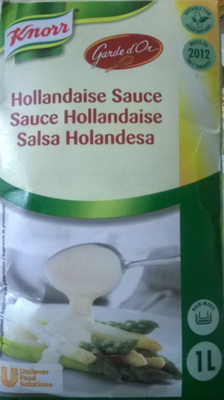 Knorr
Garde d'Or
2012
Hollandaise Sauce
Sauce Hollandaise
Salsa Holandesa
1L
Unilever
Food
Solutions